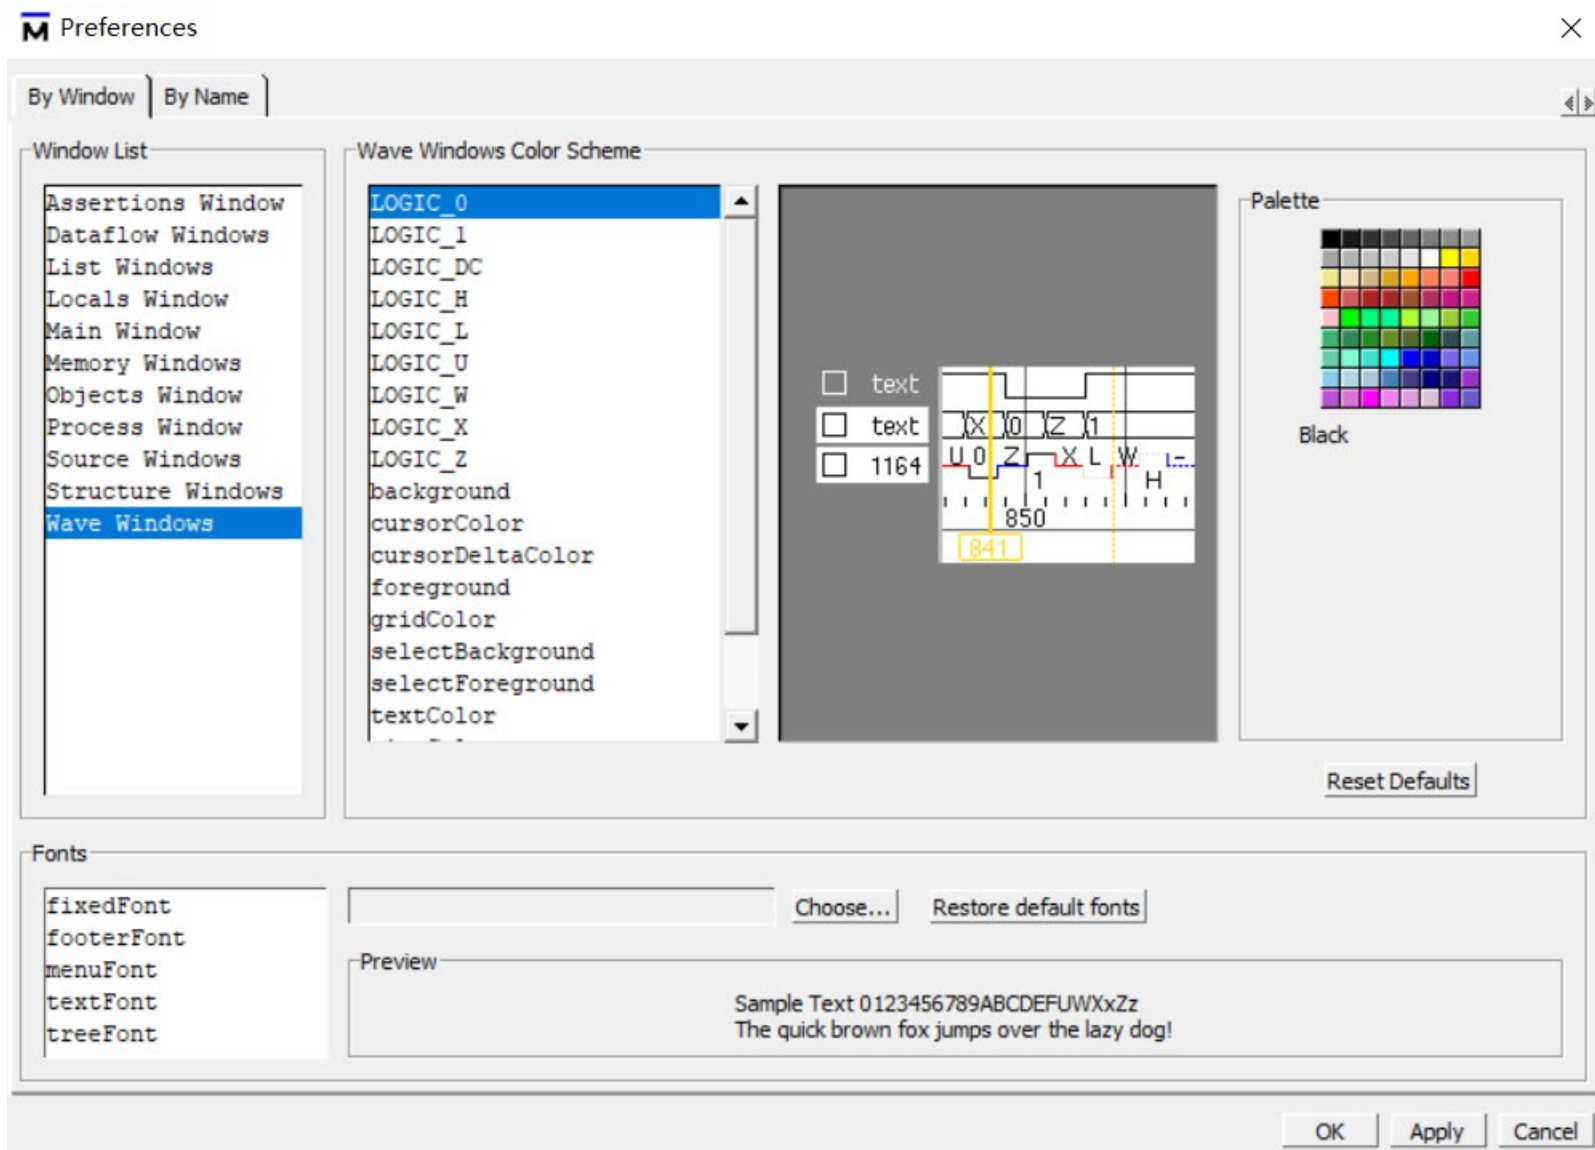 Preferences
By Window
By Name
Window List
Assertions Window
Dataflow Windows
List Windows
Locals Window
Main Window
Memory Windows
Objects Window
Process Window
Source Windows
Structure Windows
Wave Windows
Wave Windows Color Scheme
LOGIC_0
LOGIC_1
LOGIC_DC
LOGIC_H
LOGIC_L
LOGIC_U
LOGIC_W
LOGIC_X
LOGIC_Z
background
cursorColor
cursorDeltaColor
foreground
gridColor
selectBackground
selectForeground
textColor
text
text X 0 Z 1
1164 U 0 Z 1 X L W H -
850
841
Palette
Black
Reset Defaults
Fonts
fixedFont
footerFont
menuFont
textFont
treeFont
Choose...
Restore default fonts
Preview
Sample Text 0123456789ABCDEFUWXxZz
The quick brown fox jumps over the lazy dog!
OK
Apply
Cancel